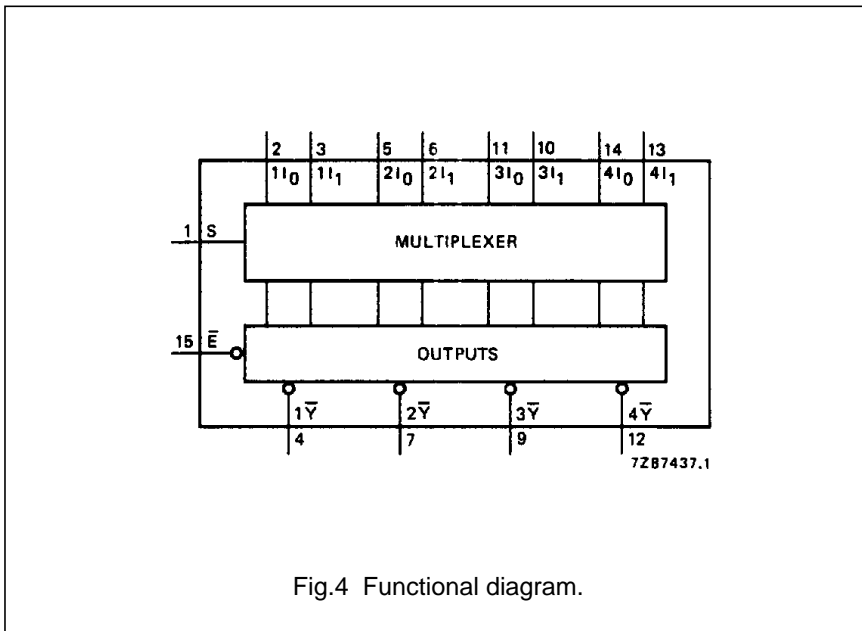 2 3 5 6 11 10 14 13
1I₀ 1I₁ 2I₀ 2I₁ 3I₀ 3I₁ 4I₀ 4I₁
1 S
MULTIPLEXER
15 E̅
OUTPUTS
1Y̅ 2Y̅ 3Y̅ 4Y̅
4 7 9 12
7Z87437.1
Fig.4 Functional diagram.